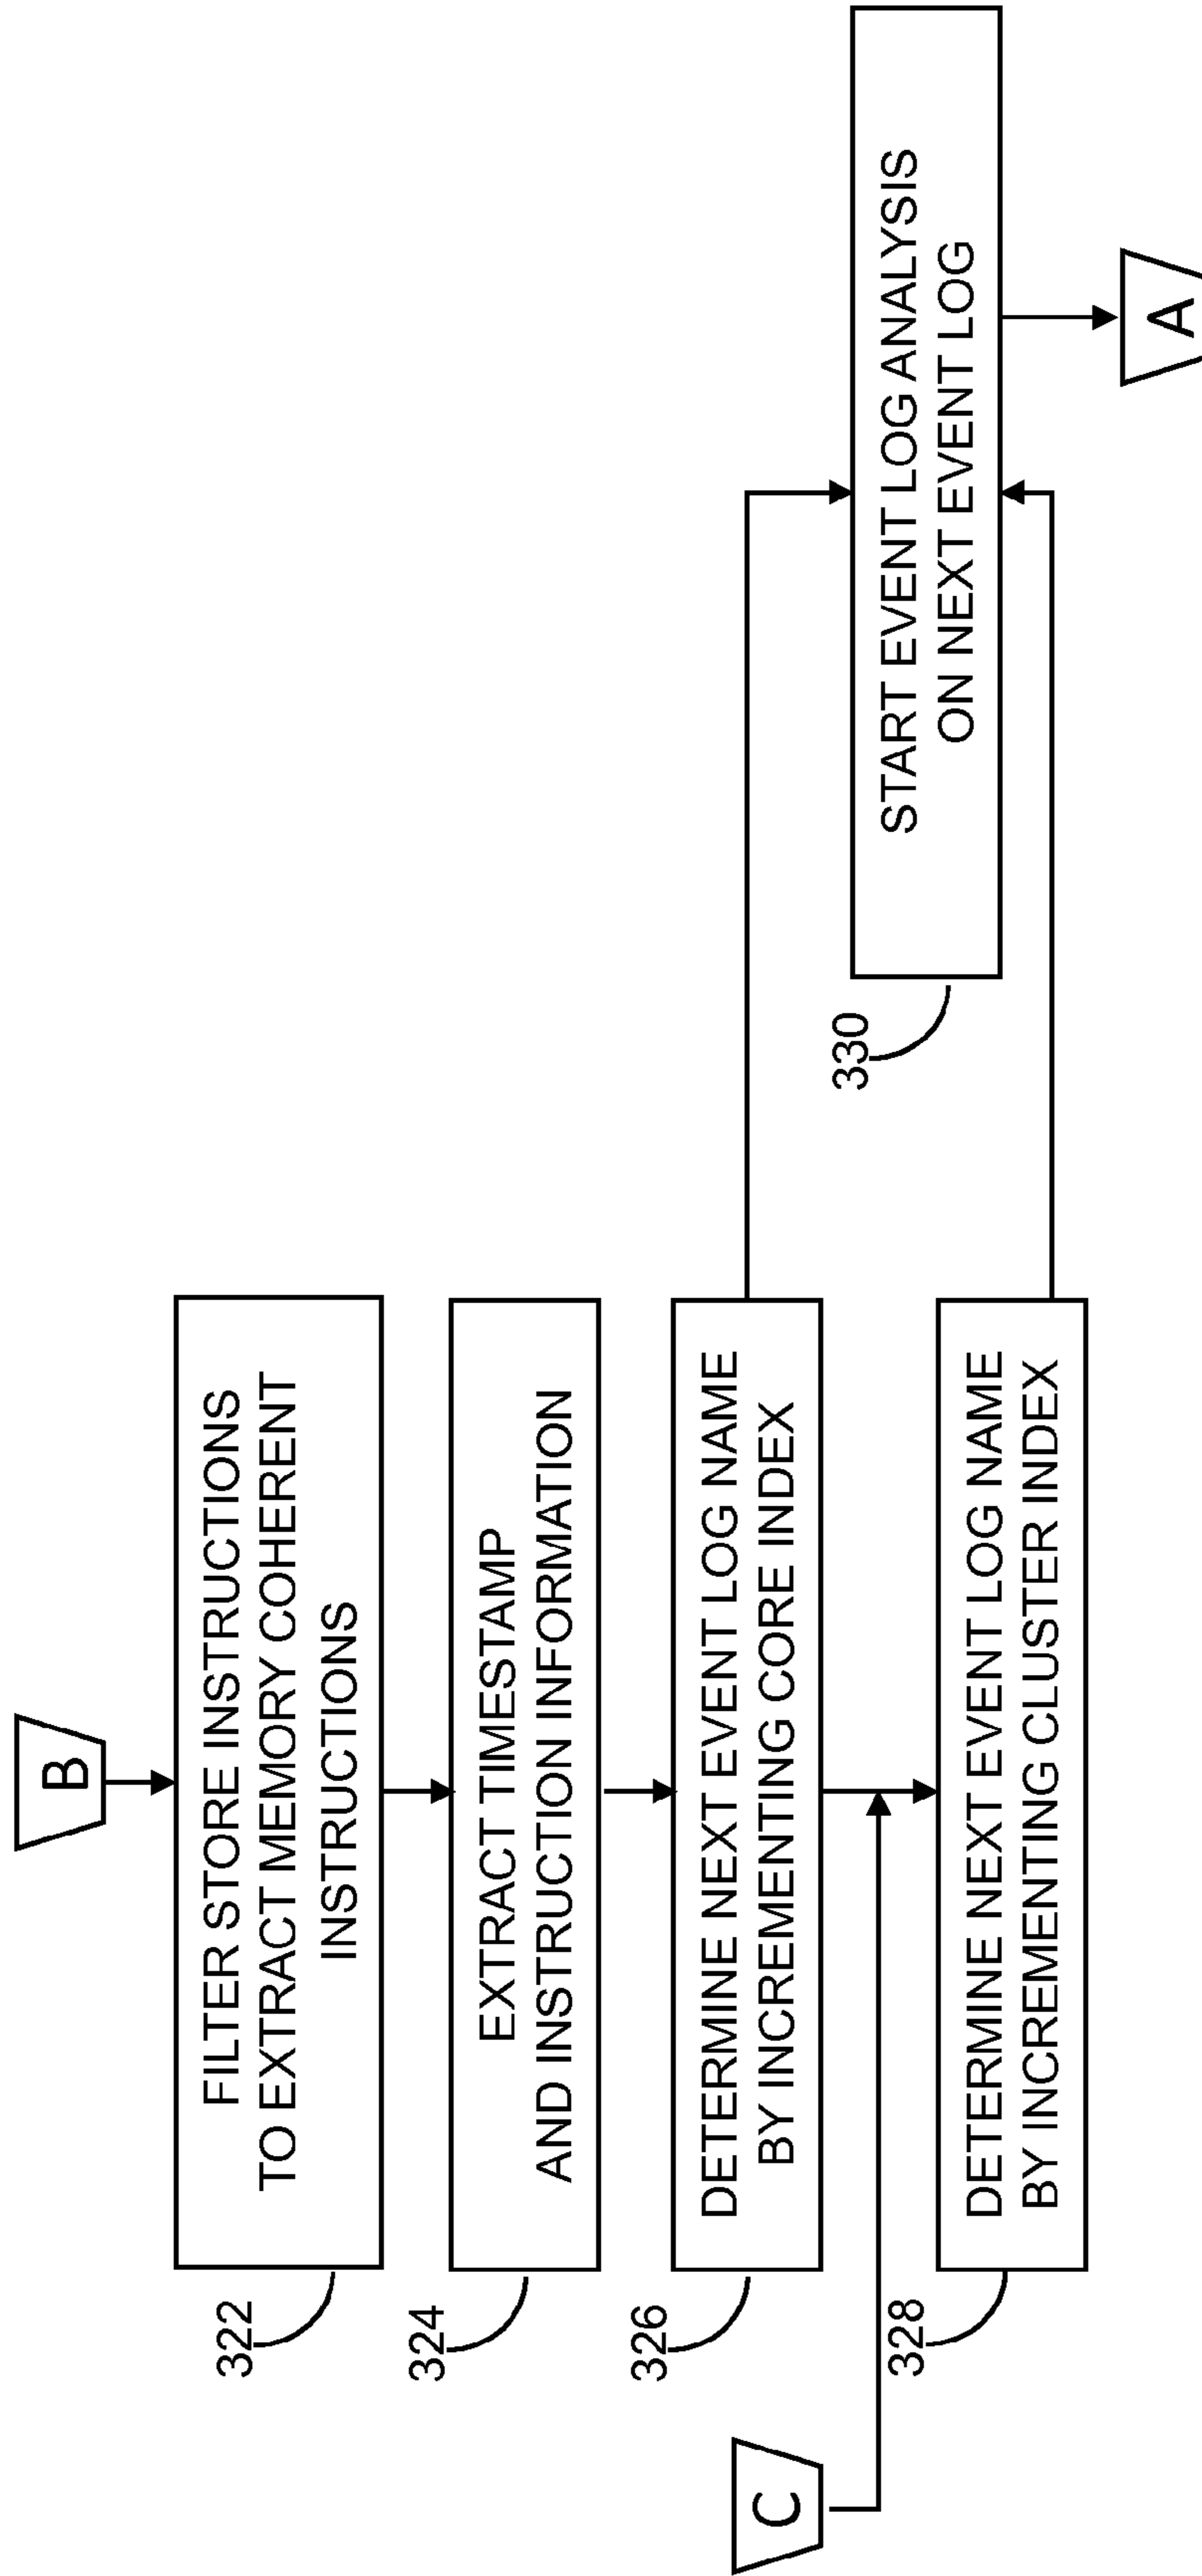 B
322
FILTER STORE INSTRUCTIONS
TO EXTRACT MEMORY COHERENT
INSTRUCTIONS
324
EXTRACT TIMESTAMP
AND INSTRUCTION INFORMATION
326
DETERMINE NEXT EVENT LOG NAME
BY INCREMENTING CORE INDEX
C
328
DETERMINE NEXT EVENT LOG NAME
BY INCREMENTING CLUSTER INDEX
330
START EVENT LOG ANALYSIS
ON NEXT EVENT LOG
A